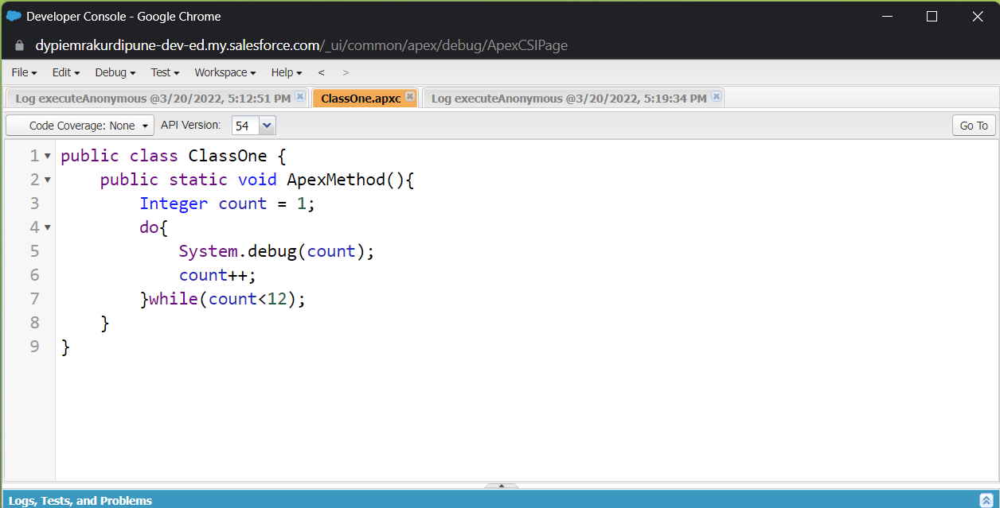 Developer Console - Google Chrome
dypiemrakurdipune-dev-ed.my.salesforce.com/_ui/common/apex/debug/ApexCSIPage
File Edit Debug Test Workspace Help < >
Log executeAnonymous @3/20/2022, 5:12:51 PM ClassOne.apxc Log executeAnonymous @3/20/2022, 5:19:34 PM
Code Coverage: None API Version: 54 Go To
1 public class ClassOne {
2 public static void ApexMethod(){
3 Integer count = 1;
4 do{
5 System.debug(count);
6 count++;
7 }while(count<12);
8 }
9 }
Logs, Tests, and Problems